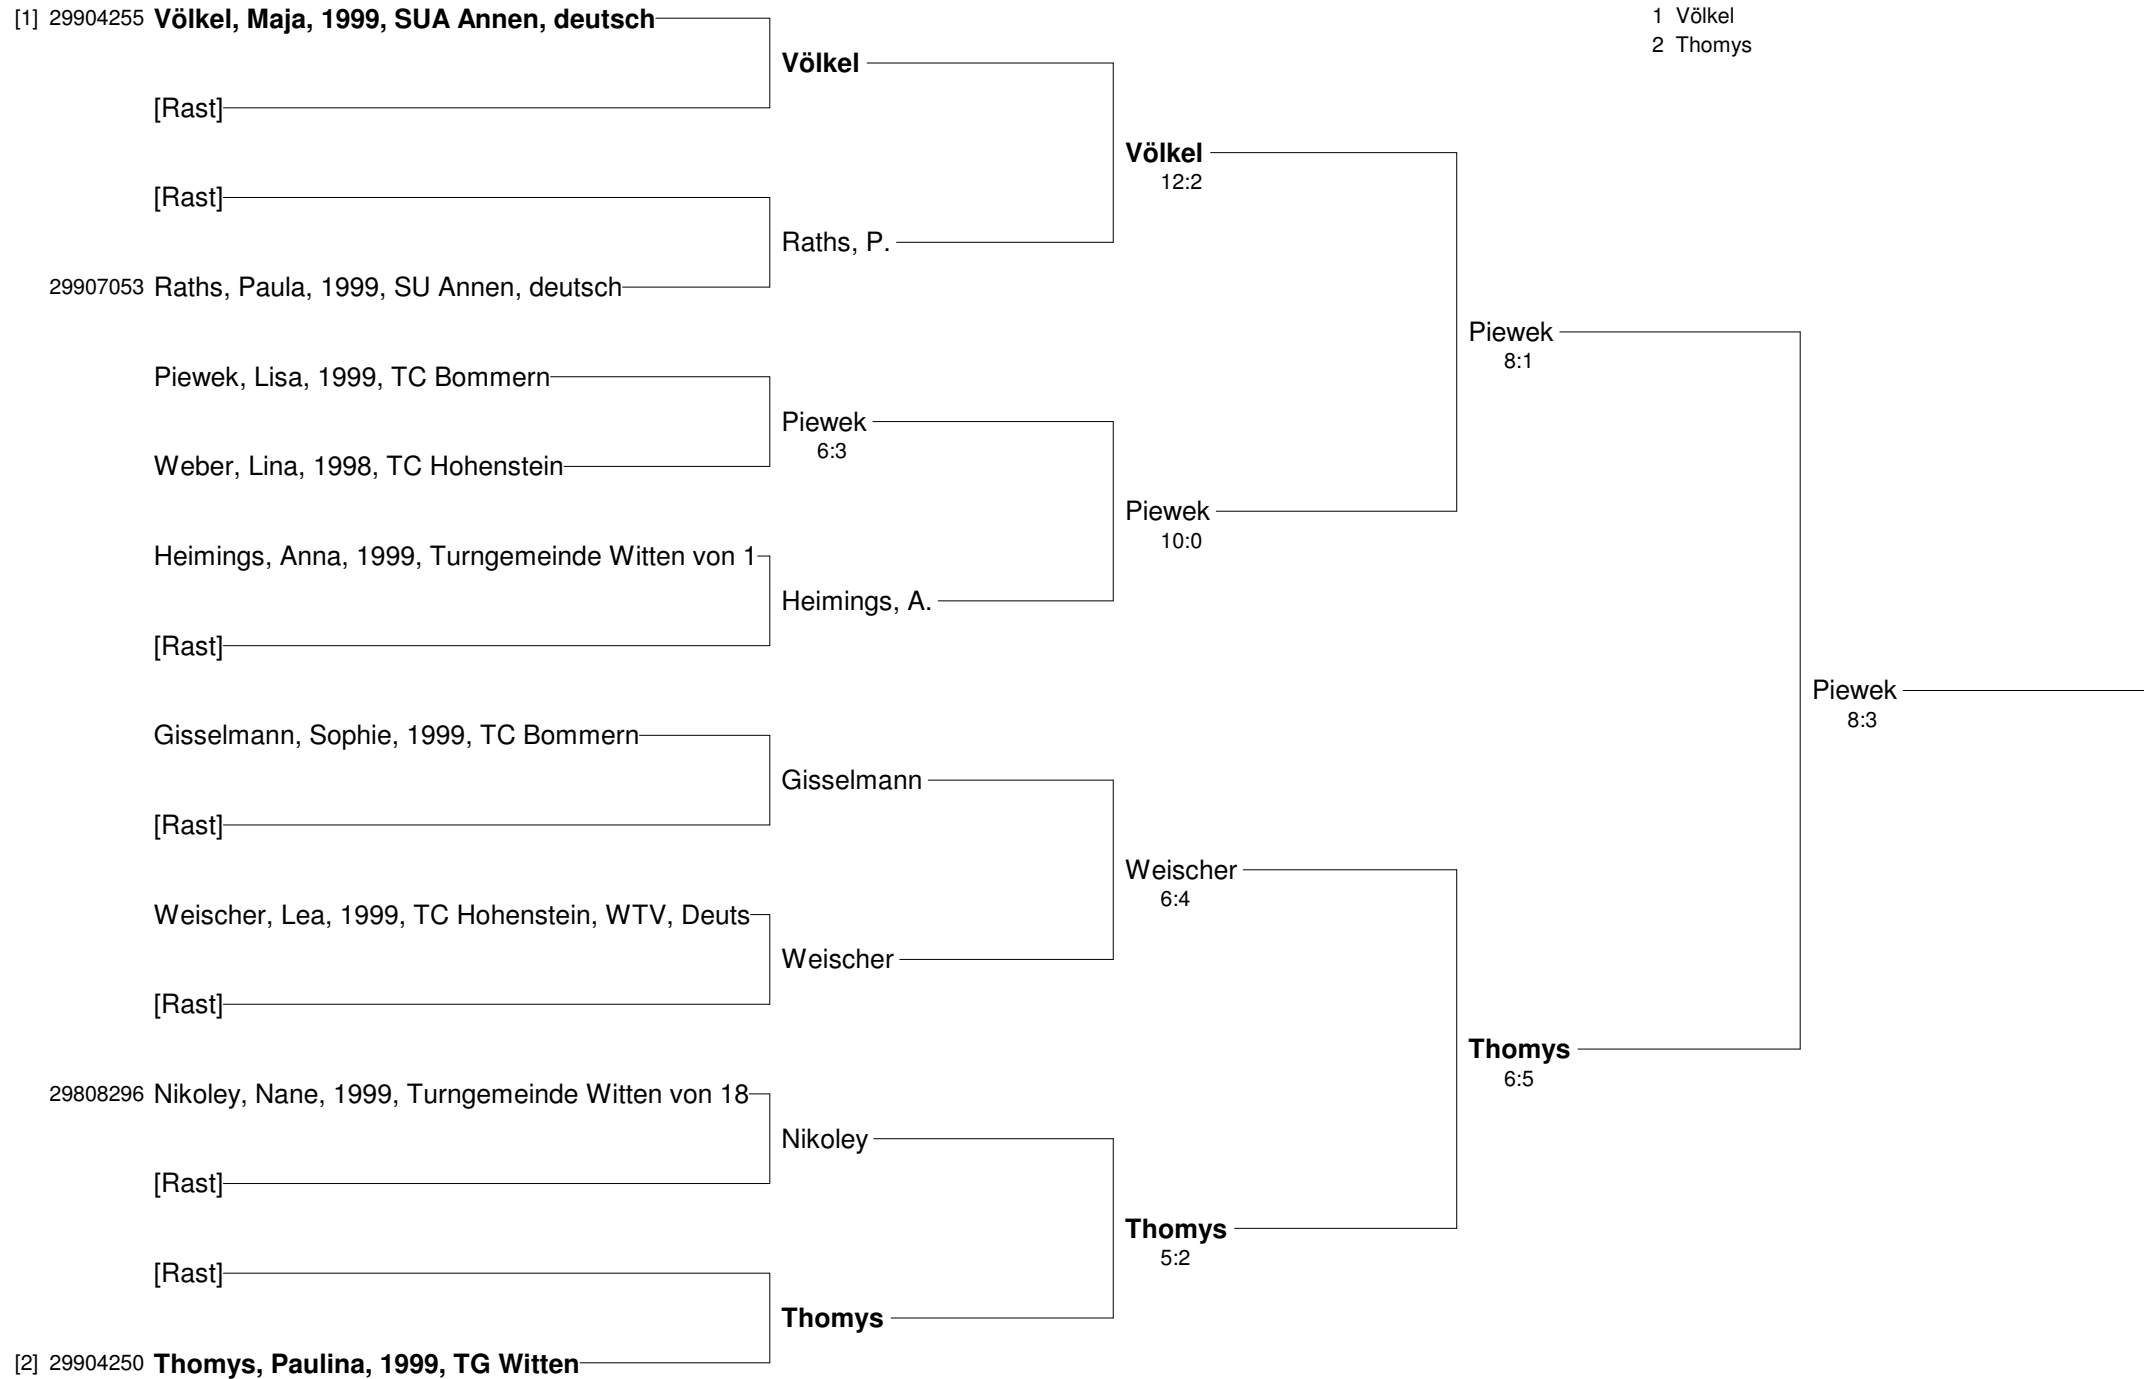 [1] 29904255 Völkel, Maja, 1999, SUA Annen, deutsch
1 Völkel
2 Thomys
Völkel
[Rast]
Völkel
12:2
[Rast]
Raths, P.
29907053 Raths, Paula, 1999, SU Annen, deutsch
Piewek
8:1
Piewek, Lisa, 1999, TC Bommern
Piewek
6:3
Weber, Lina, 1998, TC Hohenstein
Piewek
10:0
Heimings, Anna, 1999, Turngemeinde Witten von 1
Heimings, A.
[Rast]
Piewek
8:3
Gisselmann, Sophie, 1999, TC Bommern
Gisselmann
[Rast]
Weischer
6:4
Weischer, Lea, 1999, TC Hohenstein, WTV, Deuts
Weischer
[Rast]
Thomys
6:5
29808296 Nikoley, Nane, 1999, Turngemeinde Witten von 18
Nikoley
[Rast]
Thomys
5:2
[Rast]
Thomys
[2] 29904250 Thomys, Paulina, 1999, TG Witten